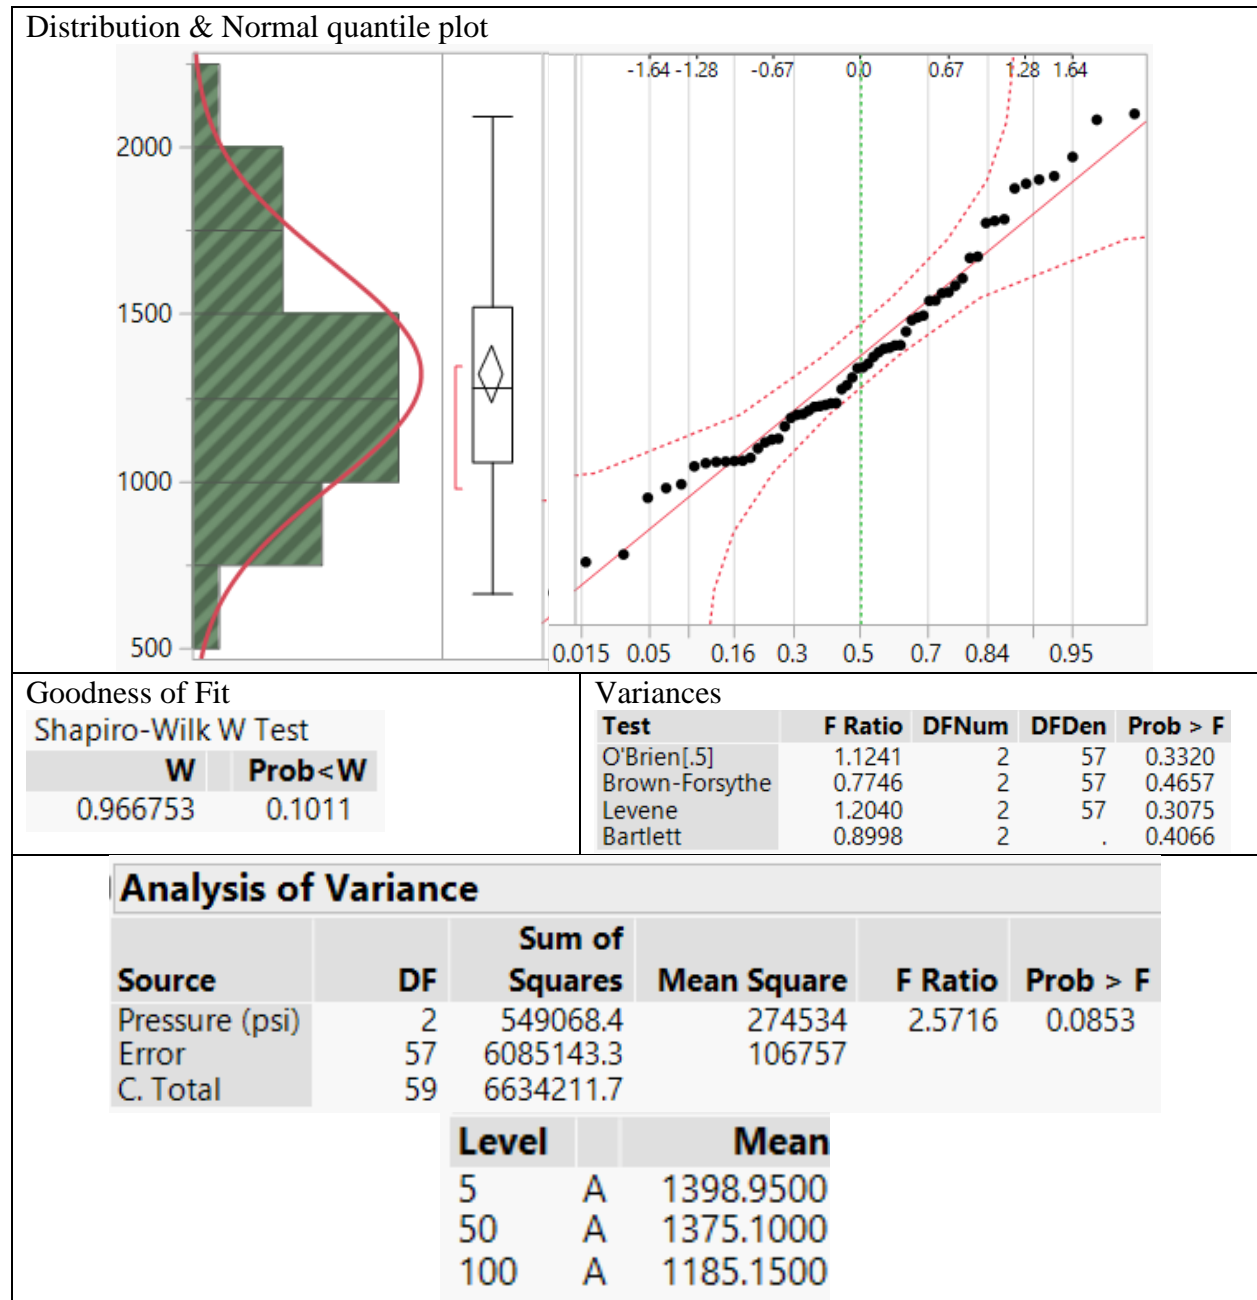 Distribution & Normal quantile plot
-1.64 -1.28 -0.67 0.0 0.67 1.28 1.64
2000
1500
1000
500
0.015 0.05 0.16 0.3 0.5 0.7 0.84 0.95
Goodness of Fit
Shapiro-Wilk W Test
W Prob<W
0.966753 0.1011
Variances
Test F Ratio DFNum DFDen Prob > F
O'Brien[.5] 1.1241 2 57 0.3320
Brown-Forsythe 0.7746 2 57 0.4657
Levene 1.2040 2 57 0.3075
Bartlett 0.8998 2 . 0.4066
Analysis of Variance
Source DF Sum of Squares Mean Square F Ratio Prob > F
Pressure (psi) 2 549068.4 274534 2.5716 0.0853
Error 57 6085143.3 106757
C. Total 59 6634211.7
Level Mean
5 A 1398.9500
50 A 1375.1000
100 A 1185.1500